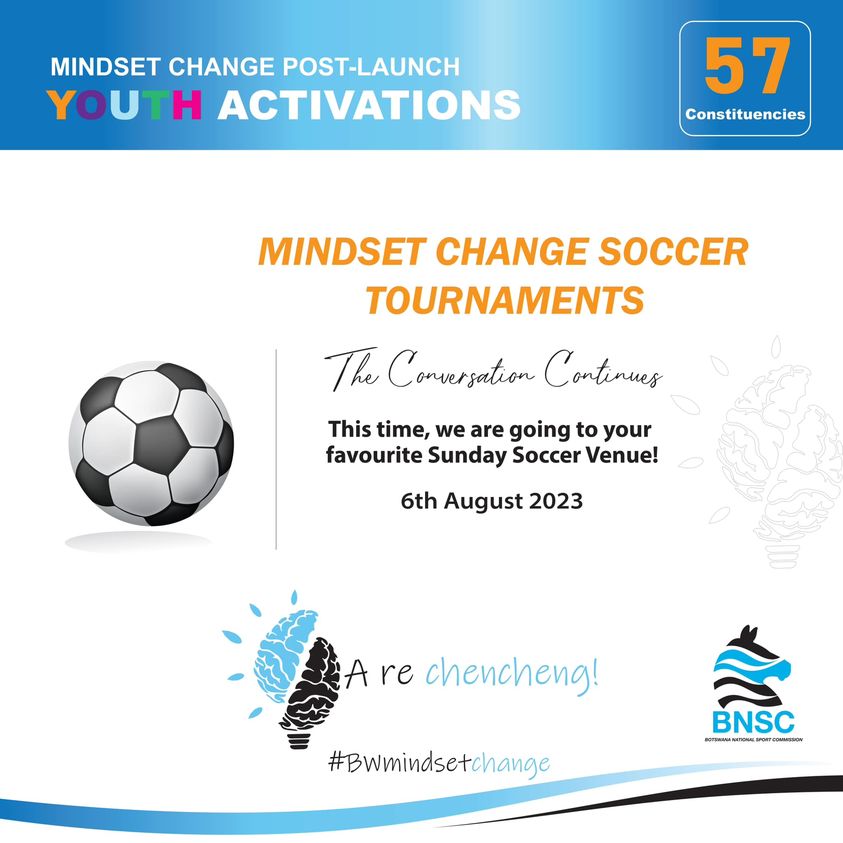 MINDSET CHANGE POST-LAUNCH
YOUTH ACTIVATIONS
57
Constituencies
MINDSET CHANGE SOCCER
TOURNAMENTS
The Conversation Continues
This time, we are going to your
favourite Sunday Soccer Venue!
6th August 2023
A re chencheng!
#BWmindsetchange
BNSC
BOTSWANA NATIONAL SPORT COMMISSION